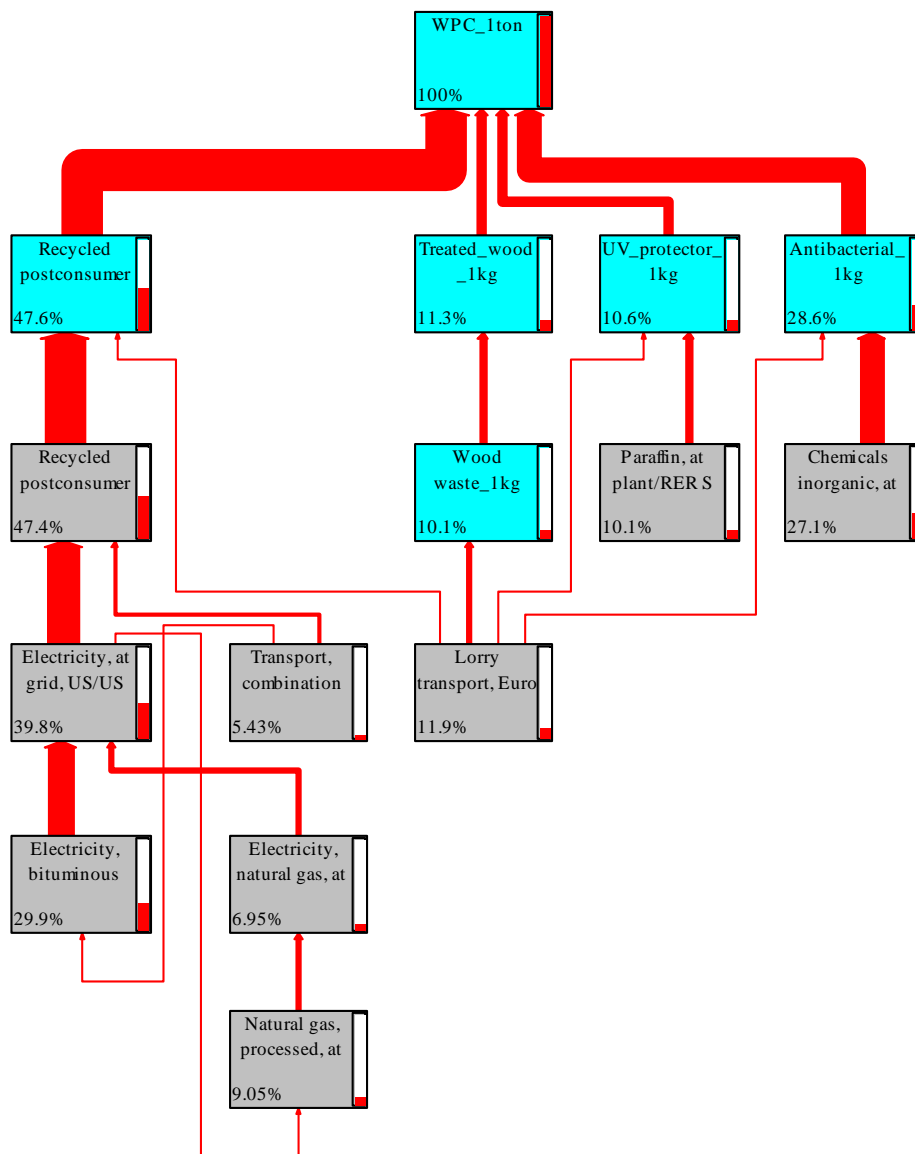 WPC_1ton
100%
Recycled
postconsumer
47.6%
Treated_wood
_1kg
11.3%
UV_protector_
1kg
10.6%
Antibacterial_
1kg
28.6%
Recycled
postconsumer
47.4%
Wood
waste_1kg
10.1%
Paraffin, at
plant/RER S
10.1%
Chemicals
inorganic, at
27.1%
Electricity, at
grid, US/US
39.8%
Transport,
combination
5.43%
Lorry
transport, Euro
11.9%
Electricity,
bituminous
29.9%
Electricity,
natural gas, at
6.95%
Natural gas,
processed, at
9.05%